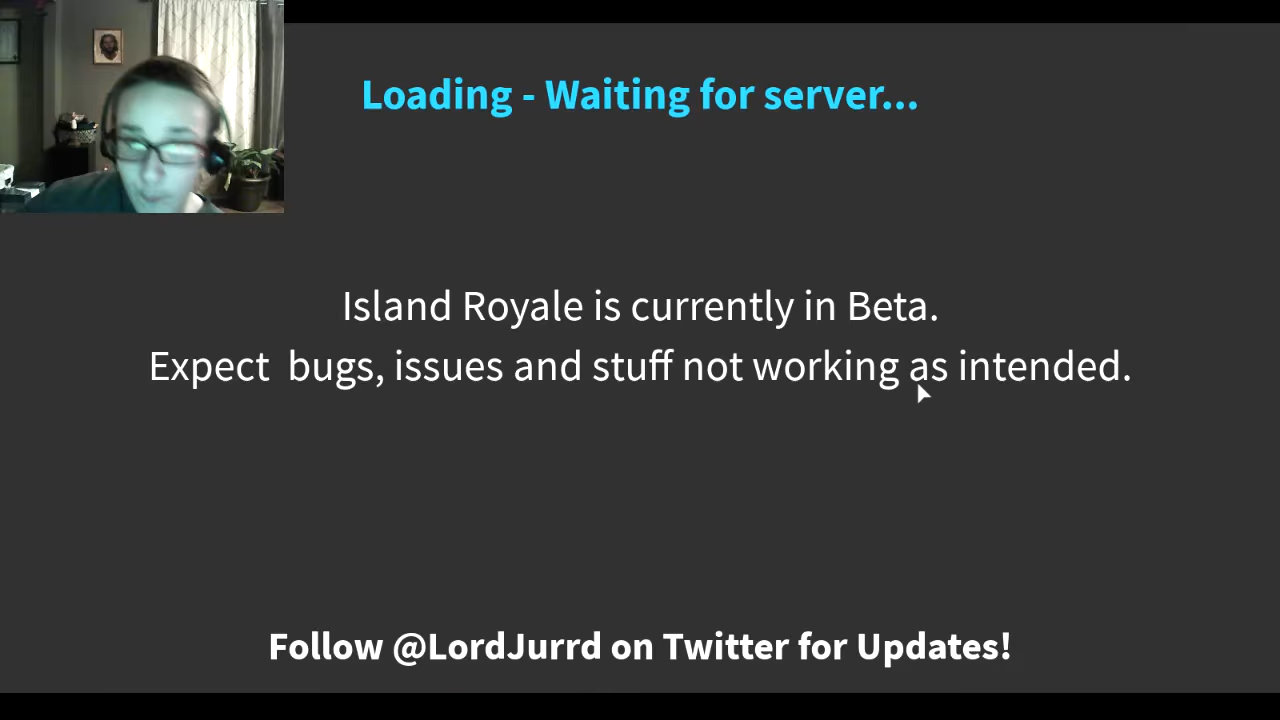 Loading - Waiting for server...
Island Royale is currently in Beta.
Expect  bugs, issues and stuff not working as intended.
Follow @LordJurrd on Twitter for Updates!